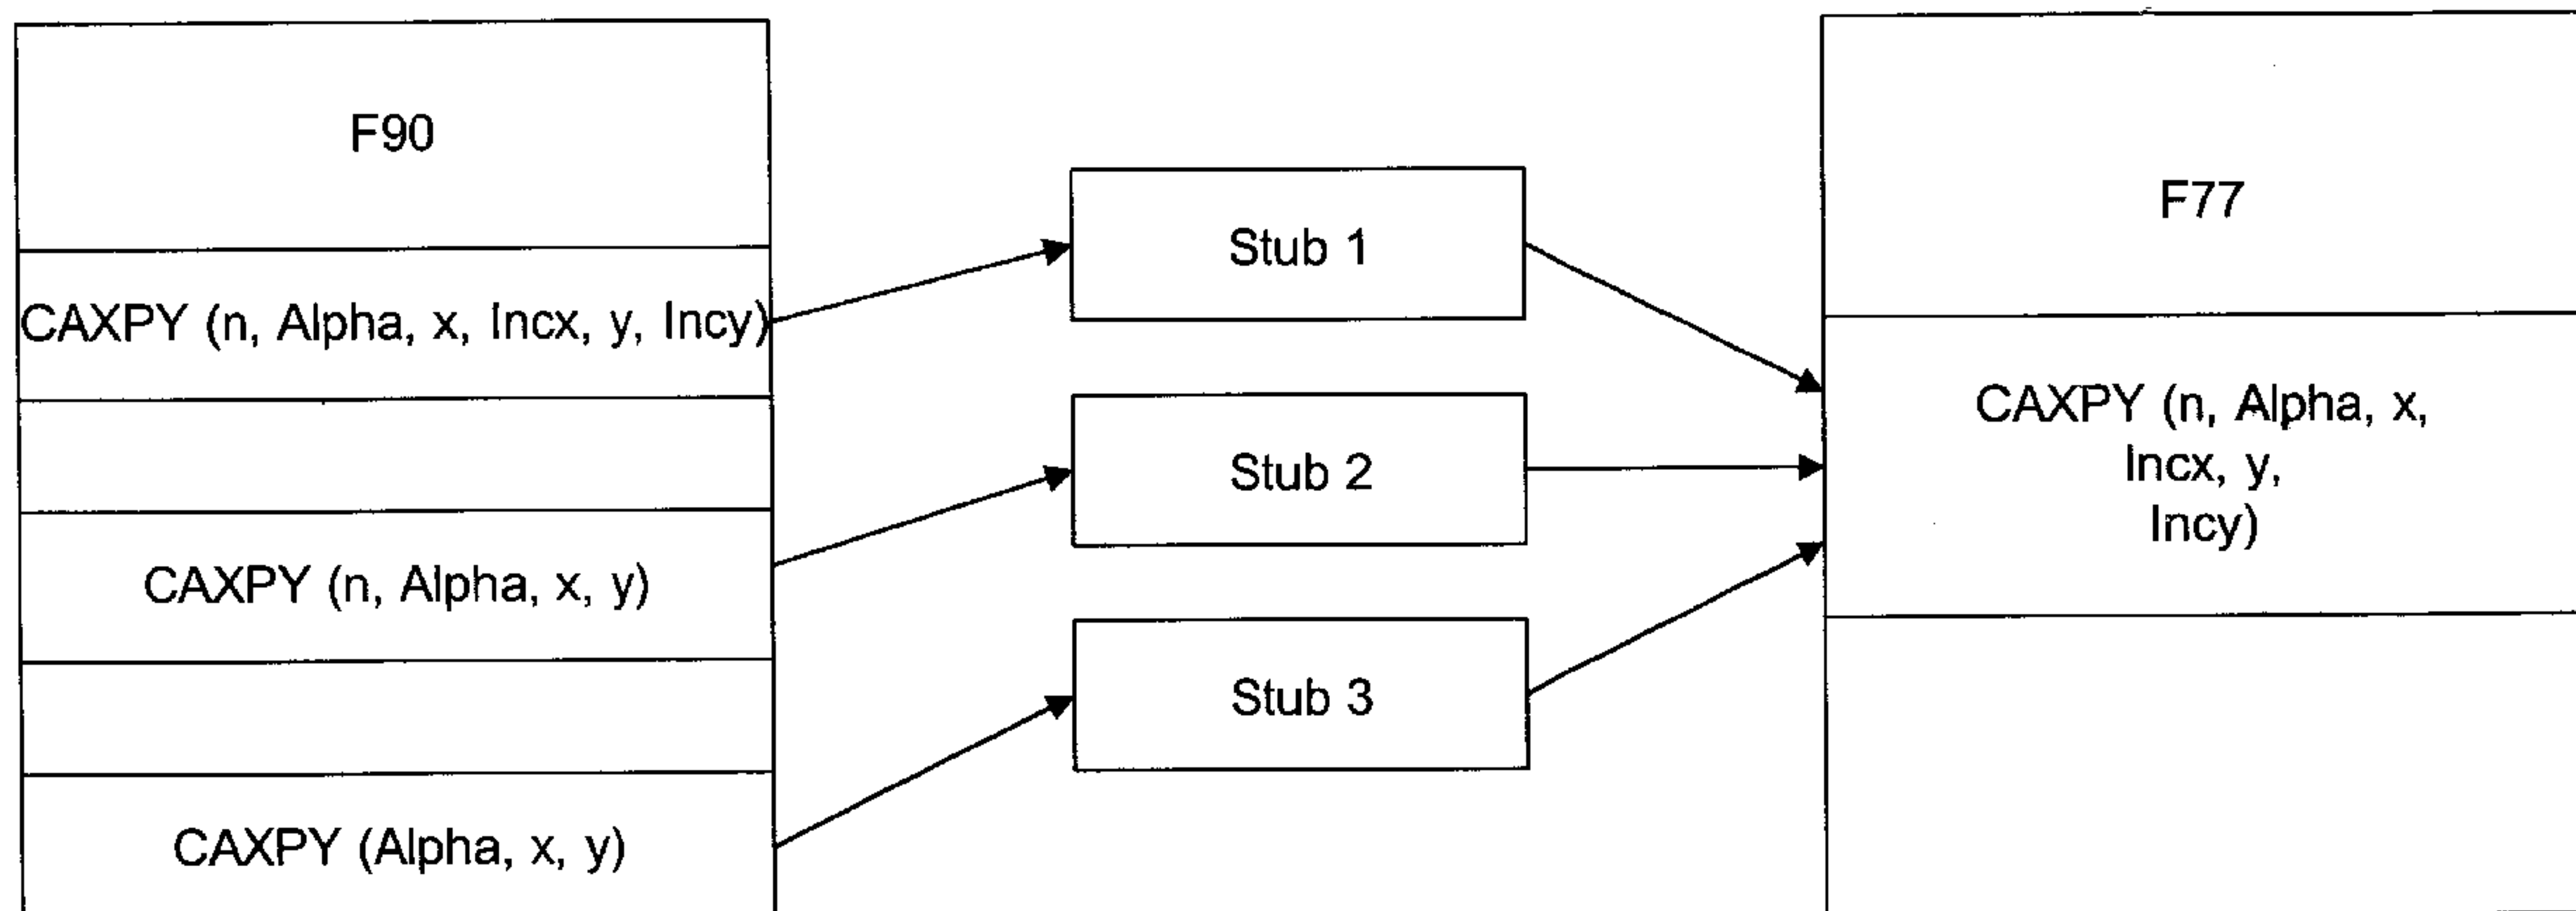 F90
CAXPY (n, Alpha, x, Incx, y, Incy)
CAXPY (n, Alpha, x, y)
CAXPY (Alpha, x, y)
Stub 1
Stub 2
Stub 3
F77
CAXPY (n, Alpha, x,
Incx, y,
Incy)